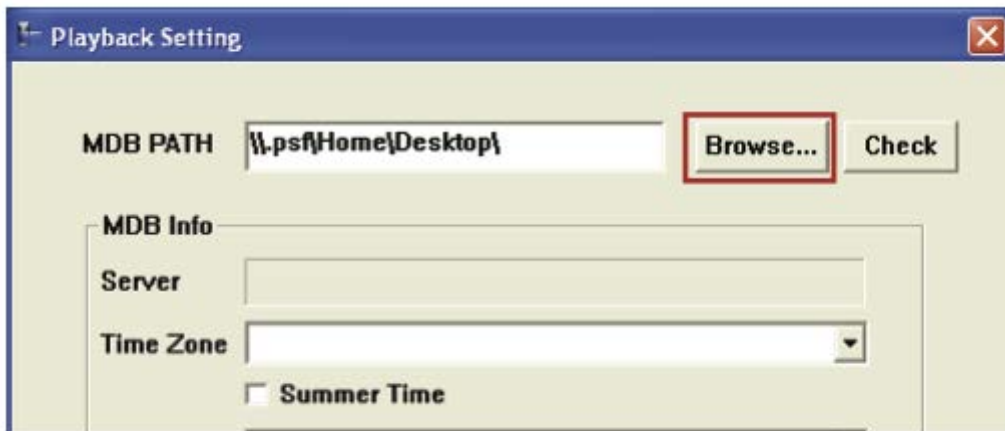 Playback Setting
MDB PATH \\.psf\Home\Desktop\ Browse... Check
MDB Info
Server
Time Zone
Summer Time